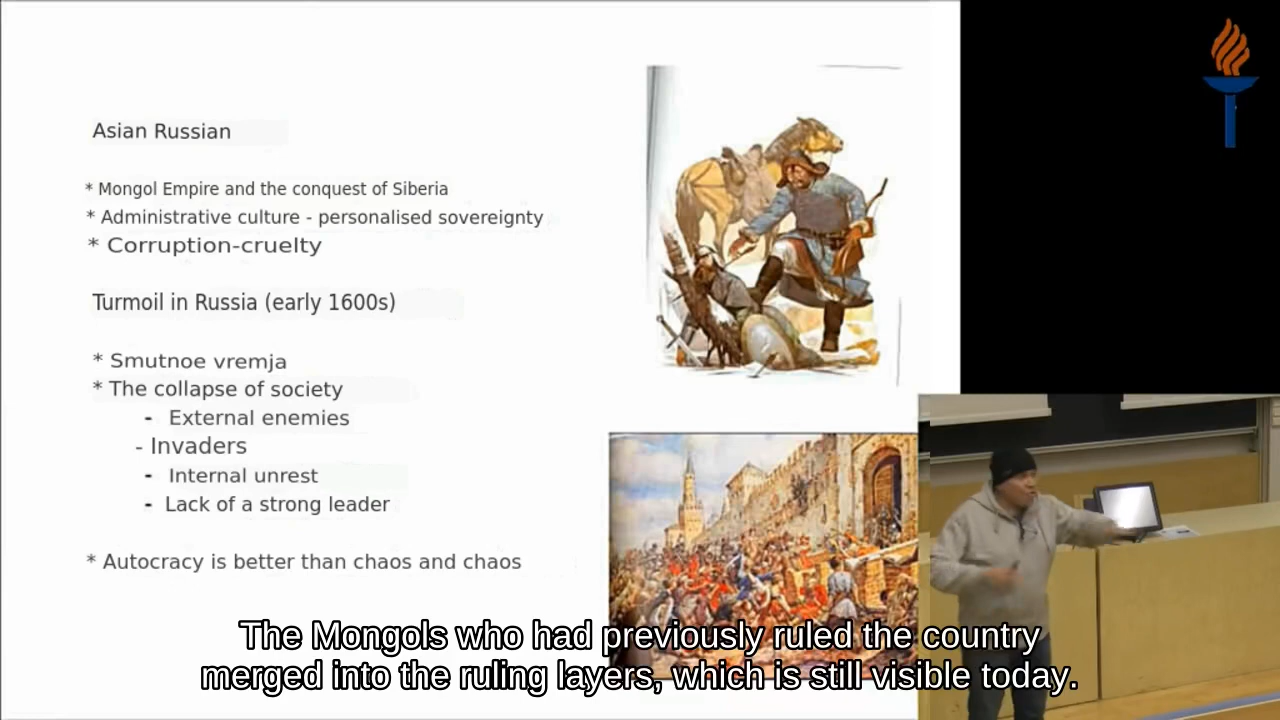 Asian Russian
* Mongol Empire and the conquest of Siberia
* Administrative culture - personalised sovereignty
* Corruption-cruelty
Turmoil in Russia (early 1600s)
* Smutnoe vremja
* The collapse of society
- External enemies
- Invaders
- Internal unrest
- Lack of a strong leader
* Autocracy is better than chaos and chaos
The Mongols who had previously ruled the country
merged into the ruling layers, which is still visible today.